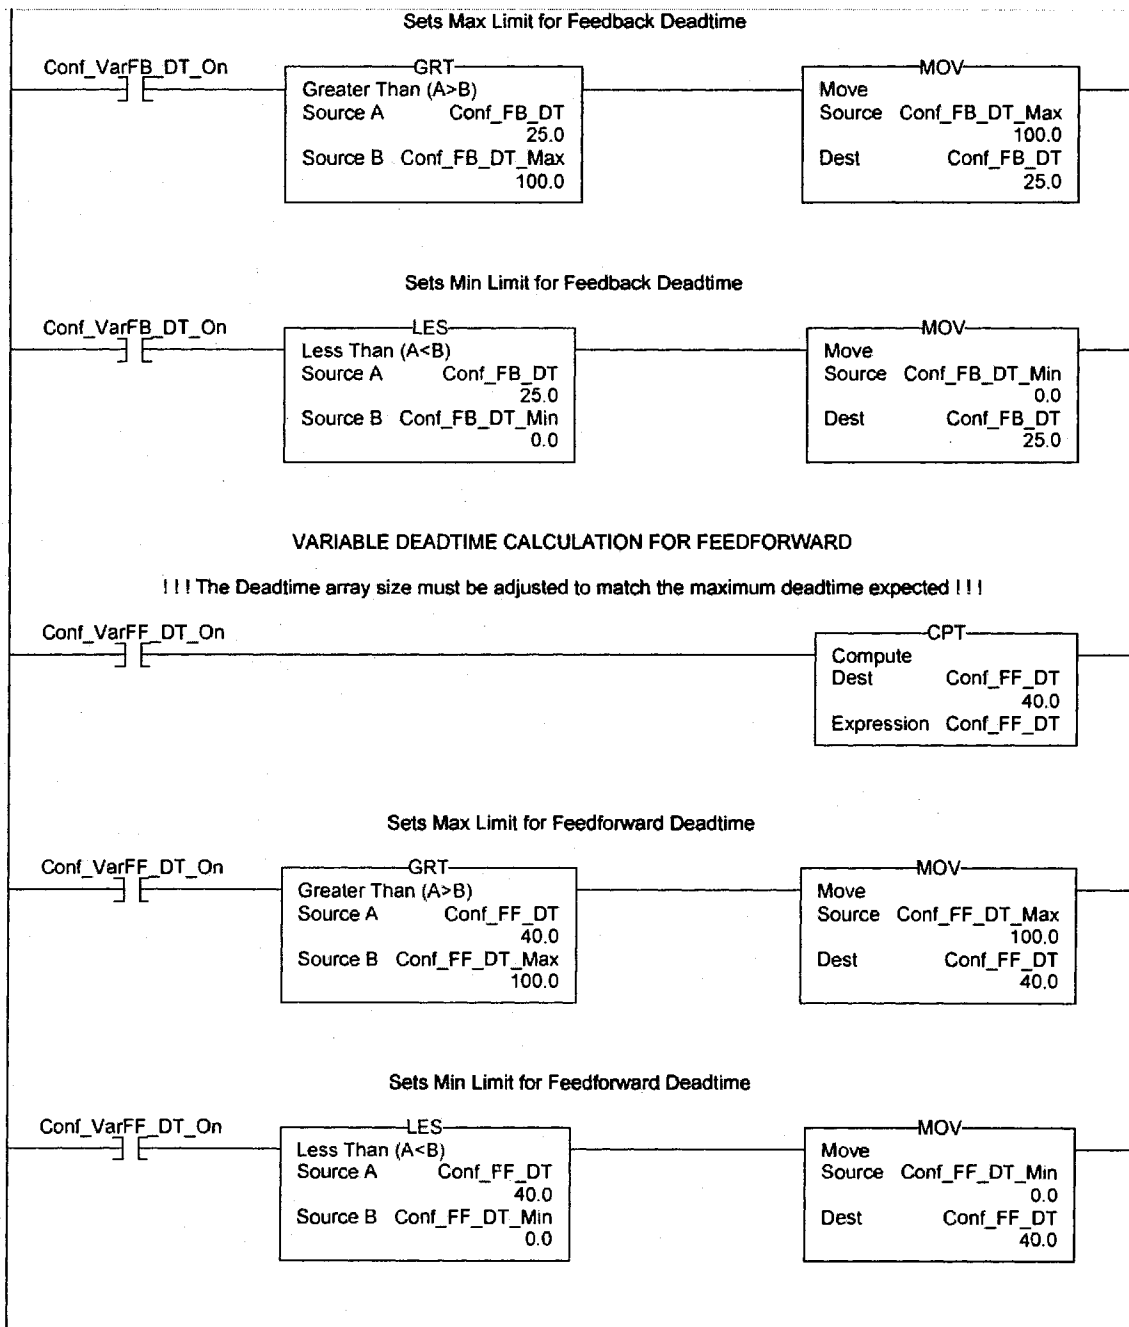 Sets Max Limit for Feedback Deadtime
Conf_VarFB_DT_On
GRT
Greater Than (A>B)
Source A Conf_FB_DT
25.0
Source B Conf_FB_DT_Max
100.0
MOV
Move
Source Conf_FB_DT_Max
100.0
Dest Conf_FB_DT
25.0
Sets Min Limit for Feedback Deadtime
Conf_VarFB_DT_On
LES
Less Than (A<B)
Source A Conf_FB_DT
25.0
Source B Conf_FB_DT_Min
0.0
MOV
Move
Source Conf_FB_DT_Min
0.0
Dest Conf_FB_DT
25.0
VARIABLE DEADTIME CALCULATION FOR FEEDFORWARD
! ! ! The Deadtime array size must be adjusted to match the maximum deadtime expected ! ! !
Conf_VarFF_DT_On
CPT
Compute
Dest Conf_FF_DT
40.0
Expression Conf_FF_DT
Sets Max Limit for Feedforward Deadtime
Conf_VarFF_DT_On
GRT
Greater Than (A>B)
Source A Conf_FF_DT
40.0
Source B Conf_FF_DT_Max
100.0
MOV
Move
Source Conf_FF_DT_Max
100.0
Dest Conf_FF_DT
40.0
Sets Min Limit for Feedforward Deadtime
Conf_VarFF_DT_On
LES
Less Than (A<B)
Source A Conf_FF_DT
40.0
Source B Conf_FF_DT_Min
0.0
MOV
Move
Source Conf_FF_DT_Min
0.0
Dest Conf_FF_DT
40.0